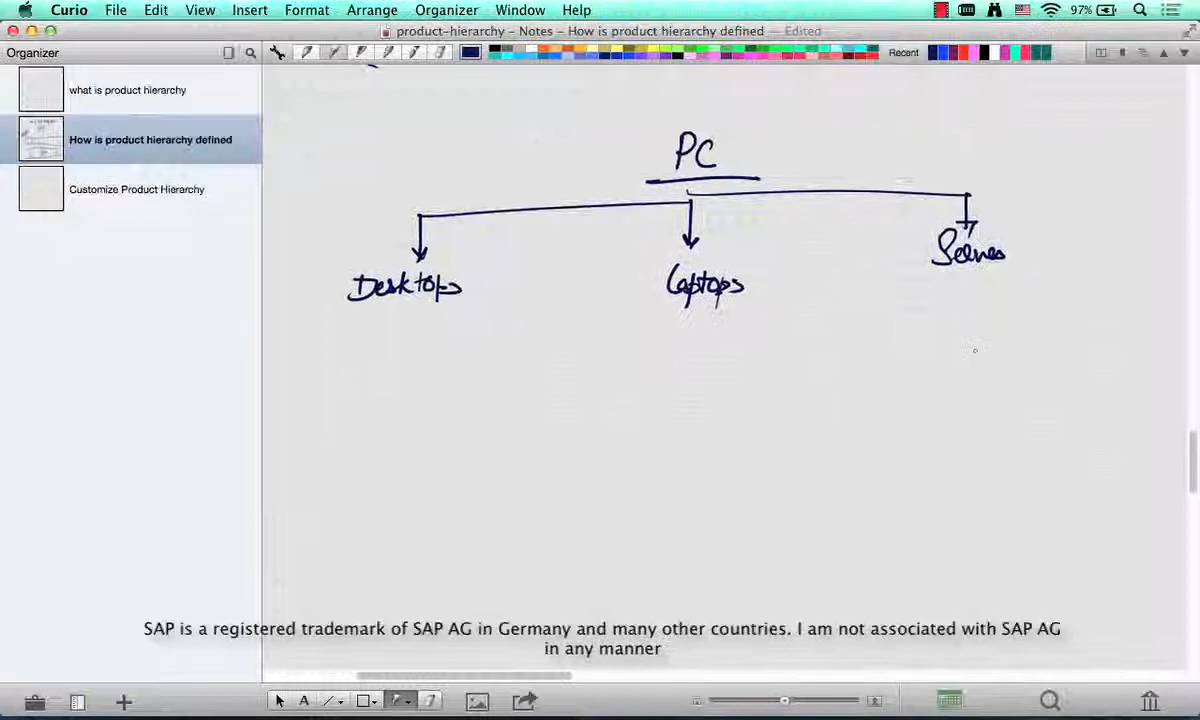 Curio File Edit View Insert Format Arrange Organizer Window Help 97%
product-hierarchy – Notes – How is product hierarchy defined — Edited
Organizer
Recent
what is product hierarchy
How is product hierarchy defined
Customize Product Hierarchy
PC
Desktops
Laptops
SAP is a registered trademark of SAP AG in Germany and many other countries. I am not associated with SAP AG
in any manner
A